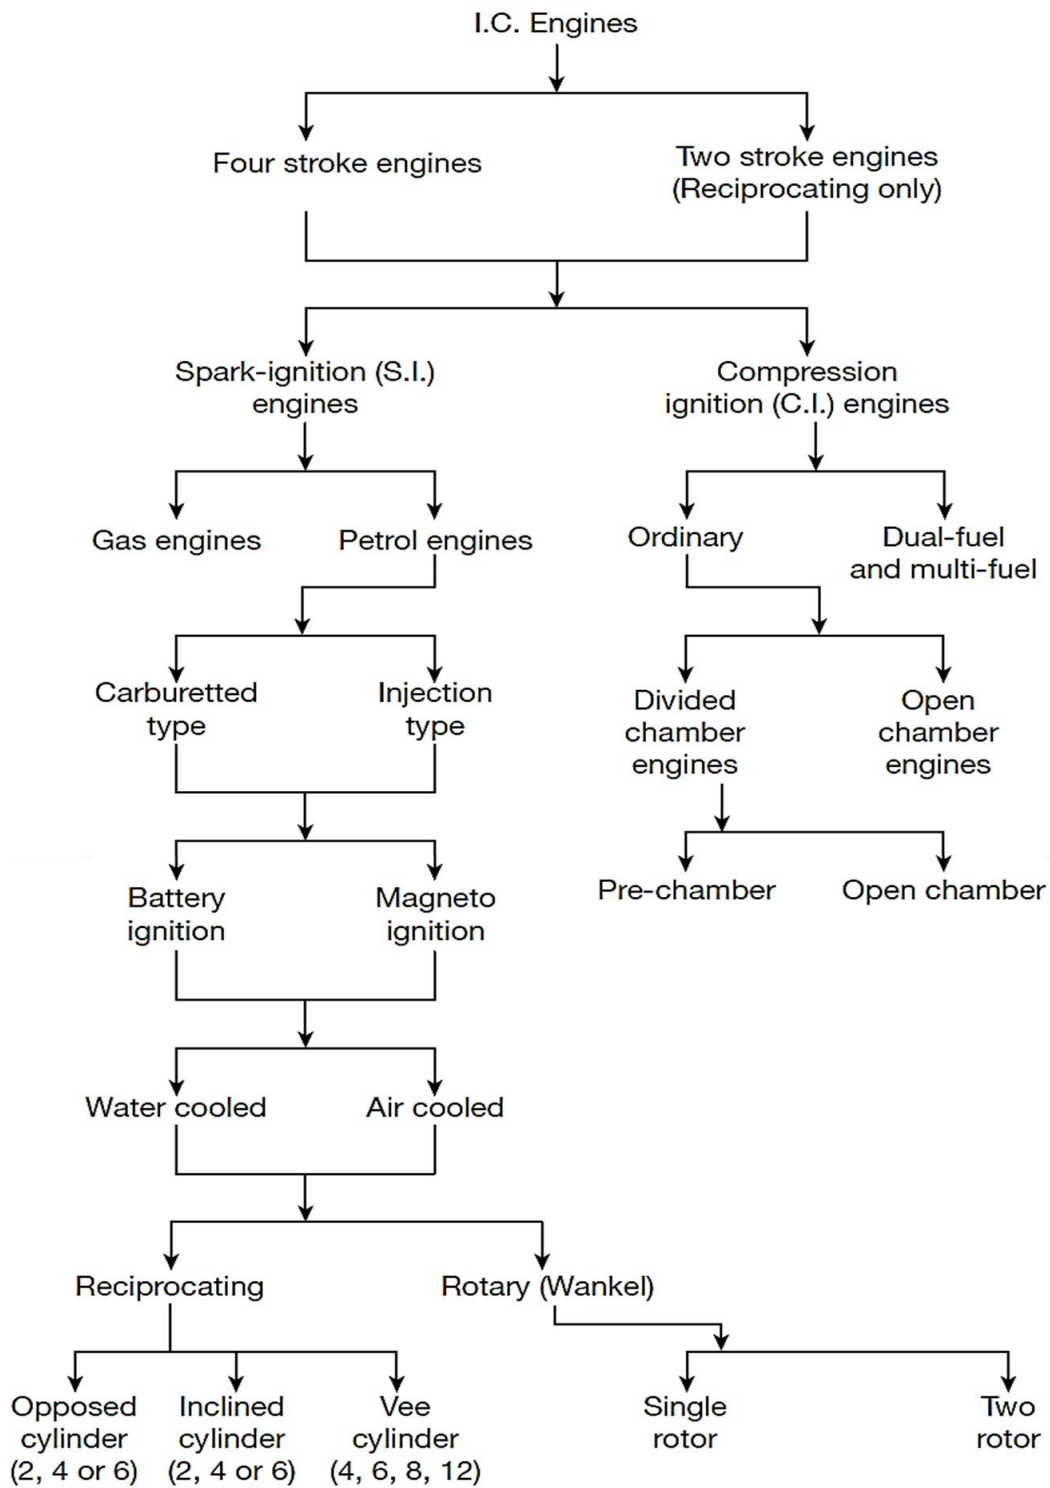 I.C. Engines
Four stroke engines
Two stroke engines
(Reciprocating only)
Spark-ignition (S.I.)
engines
Compression
ignition (C.I.) engines
Gas engines
Petrol engines
Ordinary
Dual-fuel
and multi-fuel
Carburetted
type
Injection
type
Divided
chamber
engines
Open
chamber
engines
Battery
ignition
Magneto
ignition
Pre-chamber
Open chamber
Water cooled
Air cooled
Reciprocating
Rotary (Wankel)
Opposed
cylinder
(2, 4 or 6)
Inclined
cylinder
(2, 4 or 6)
Vee
cylinder
(4, 6, 8, 12)
Single
rotor
Two
rotor